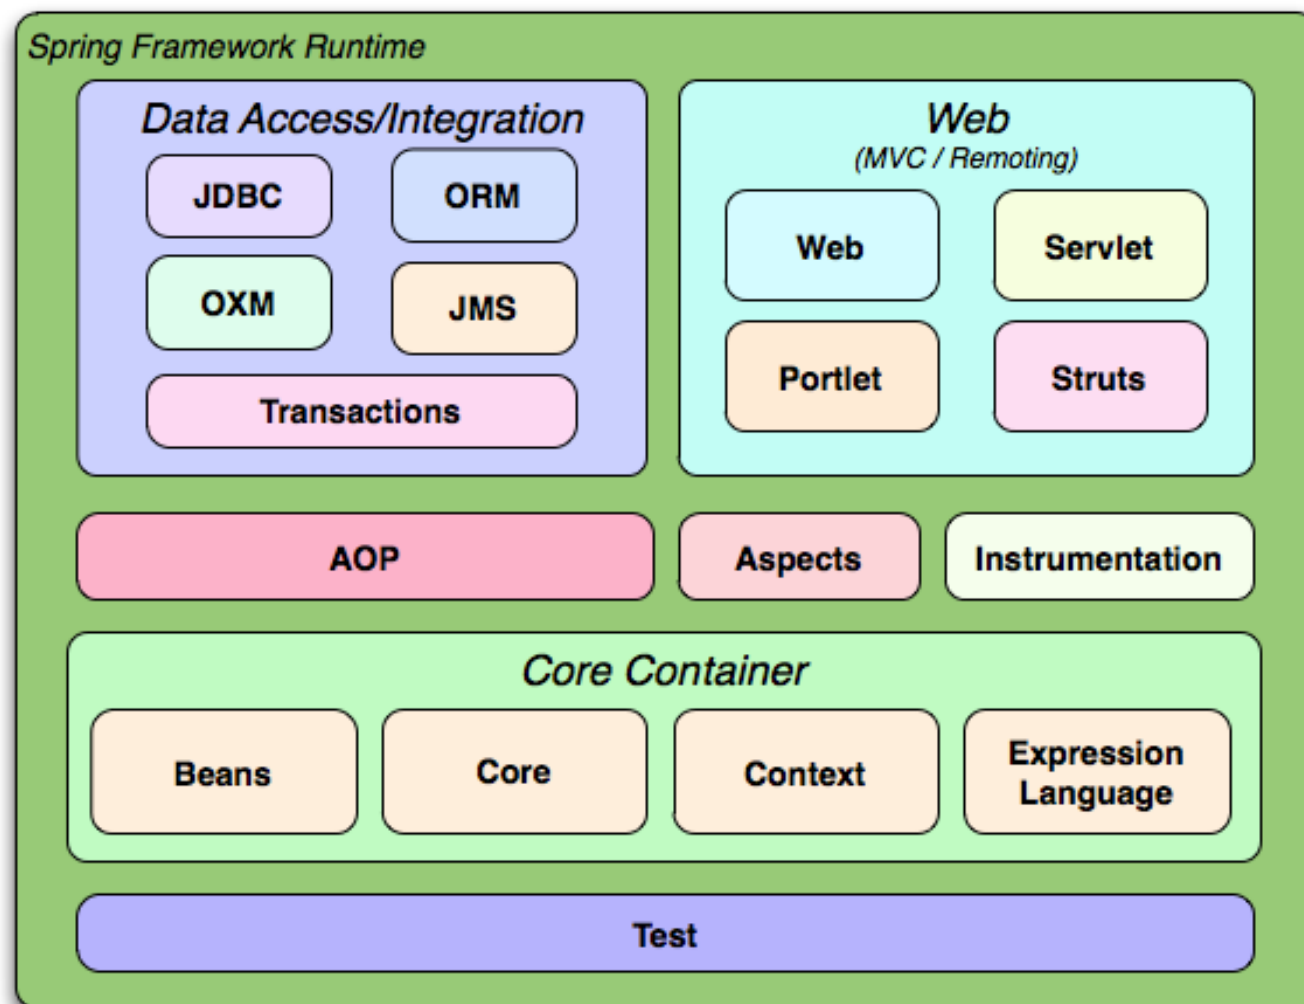 Spring Framework Runtime
Data Access/Integration
JDBC
ORM
OXM
JMS
Transactions
Web
(MVC / Remoting)
Web
Servlet
Portlet
Struts
AOP
Aspects
Instrumentation
Core Container
Beans
Core
Context
Expression
Language
Test